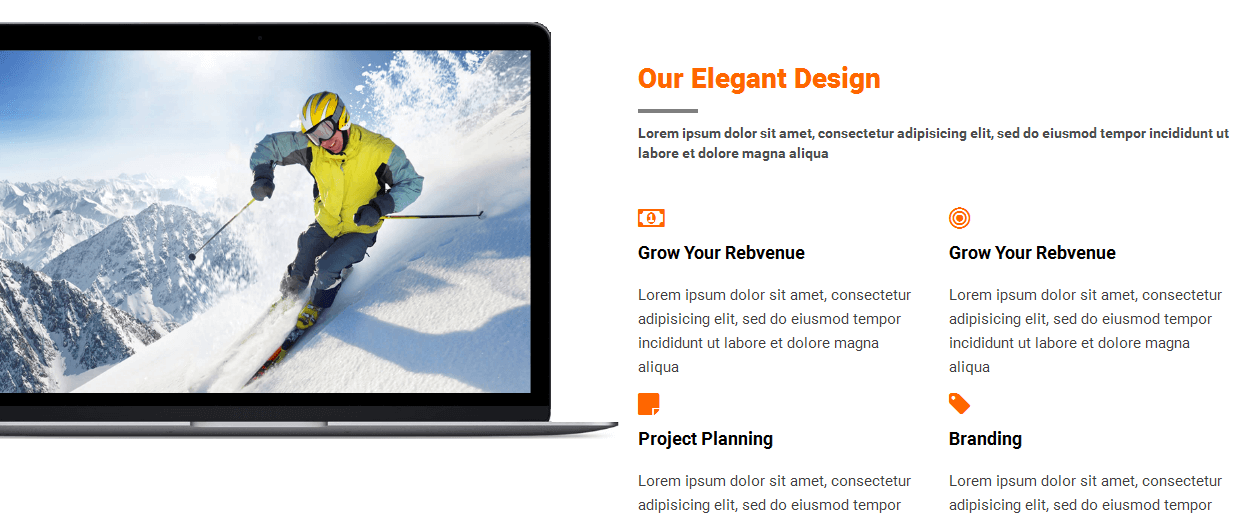 Our Elegant Design
Lorem ipsum dolor sit amet, consectetur adipisicing elit, sed do eiusmod tempor incididunt ut
labore et dolore magna aliqua
1
Grow Your Rebvenue
Lorem ipsum dolor sit amet, consectetur
adipisicing elit, sed do eiusmod tempor
incididunt ut labore et dolore magna
aliqua
Grow Your Rebvenue
Lorem ipsum dolor sit amet, consectetur
adipisicing elit, sed do eiusmod tempor
incididunt ut labore et dolore magna
aliqua
Project Planning
Lorem ipsum dolor sit amet, consectetur
adipisicing elit, sed do eiusmod tempor
Branding
Lorem ipsum dolor sit amet, consectetur
adipisicing elit, sed do eiusmod tempor